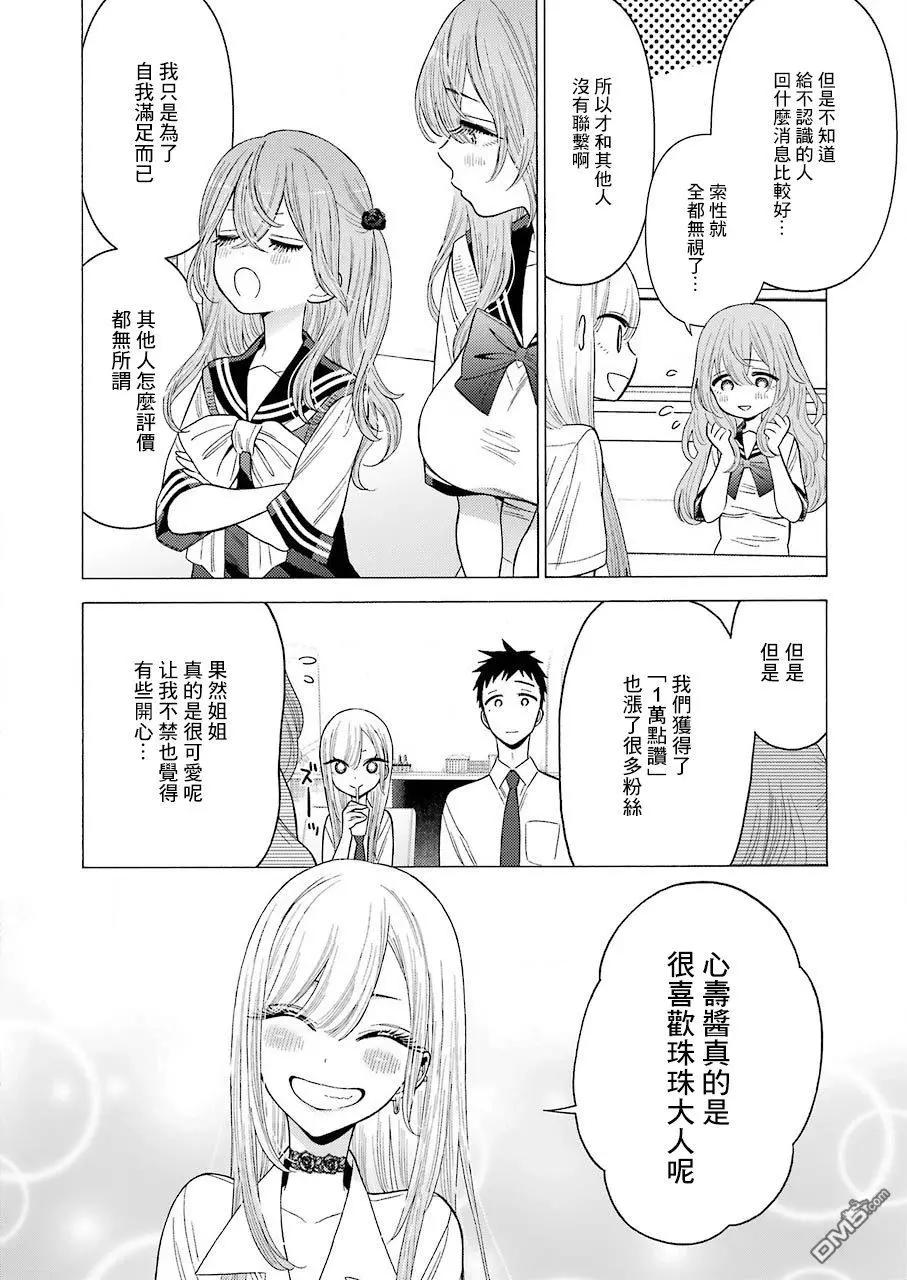 但是不知道
給不認識的人
回什麼消息比較好…
索性就
全都無視了…
所以才和其他人
沒有聯繫啊
我只是為了
自我滿足而已
其他人怎麼評價
都無所謂
但是
但是
我們獲得了
「1萬點讚」
也漲了很多粉絲
ズ
果然姐姐
真的是很可愛呢
让我不禁也覺得
有些開心…
心壽醬真的是
很喜歡珠珠大人呢
DM5.com